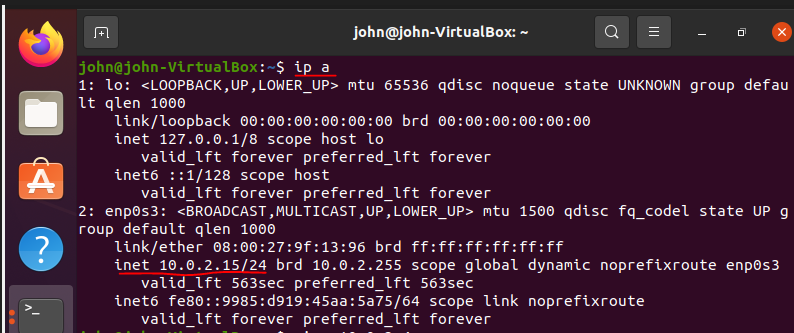 john@john-VirtualBox: ~
john@john-VirtualBox:~$ ip a
1: lo: <LOOPBACK,UP,LOWER_UP> mtu 65536 qdisc noqueue state UNKNOWN group defau
lt qlen 1000
    link/loopback 00:00:00:00:00:00 brd 00:00:00:00:00:00
    inet 127.0.0.1/8 scope host lo
       valid_lft forever preferred_lft forever
    inet6 ::1/128 scope host
       valid_lft forever preferred_lft forever
2: enp0s3: <BROADCAST,MULTICAST,UP,LOWER_UP> mtu 1500 qdisc fq_codel state UP g
roup default qlen 1000
    link/ether 08:00:27:9f:13:96 brd ff:ff:ff:ff:ff:ff
    inet 10.0.2.15/24 brd 10.0.2.255 scope global dynamic noprefixroute enp0s3
       valid_lft 563sec preferred_lft 563sec
    inet6 fe80::9985:d919:45aa:5a75/64 scope link noprefixroute
       valid_lft forever preferred_lft forever